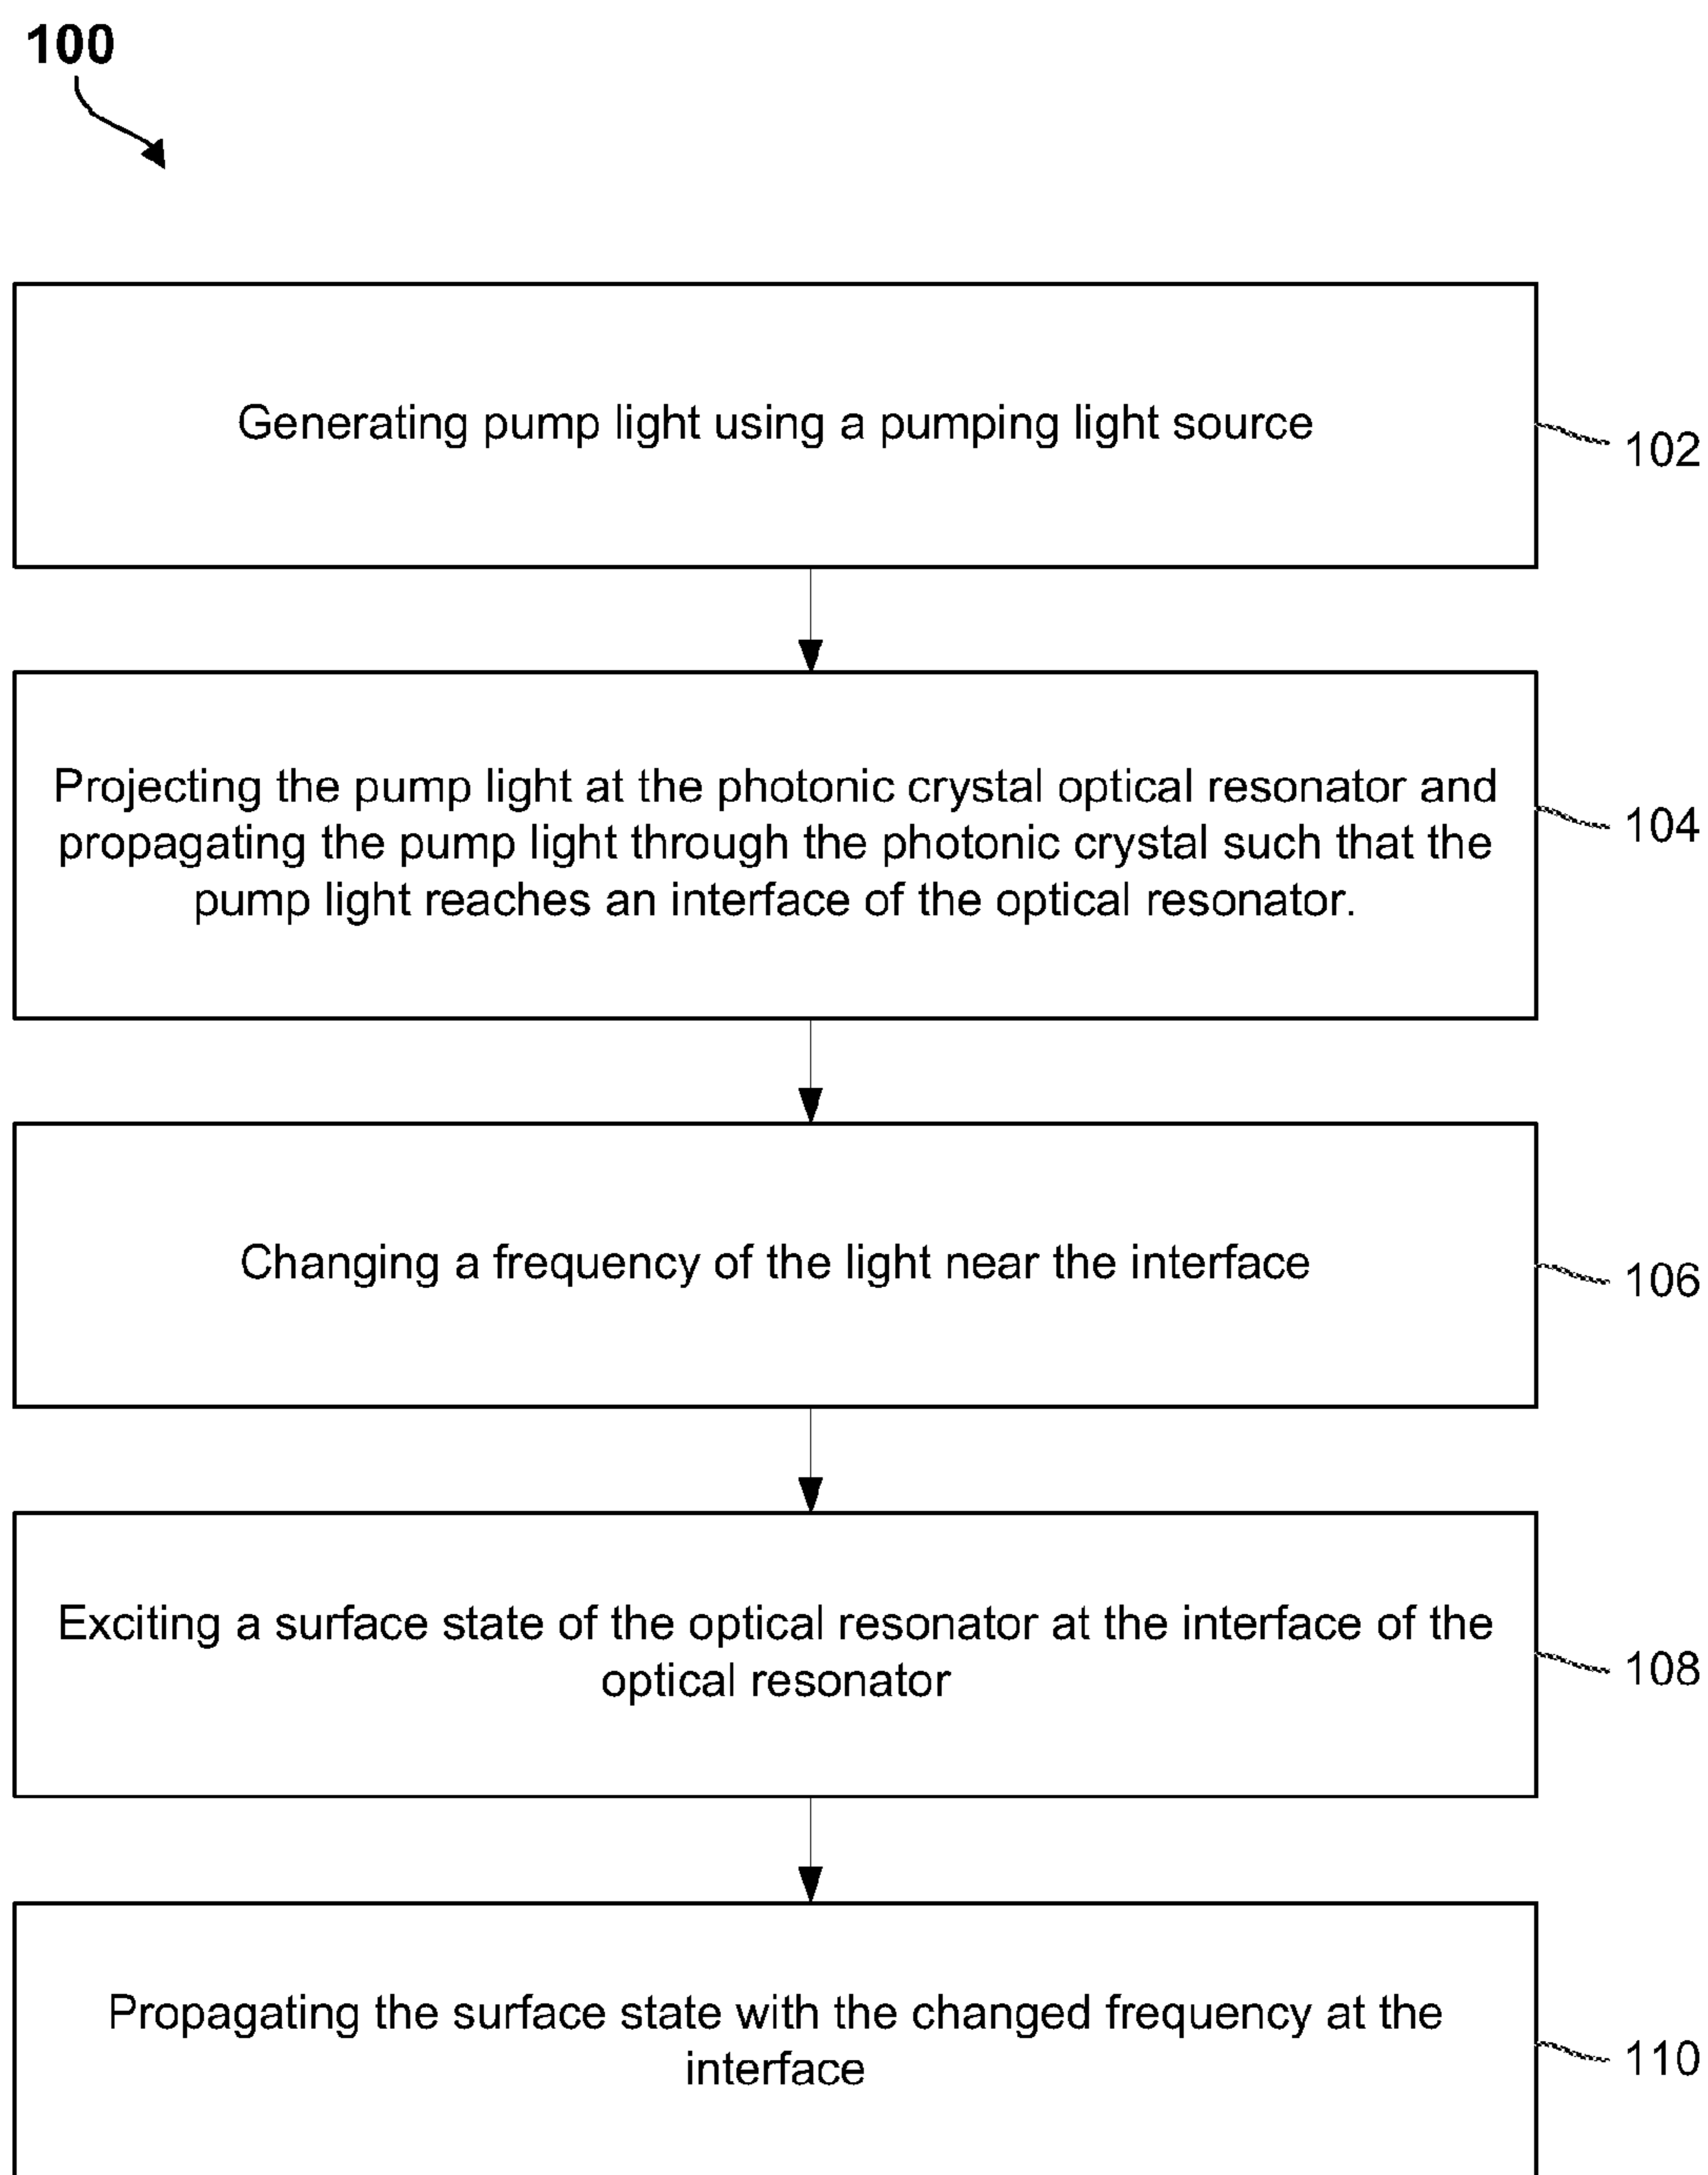 100
Generating pump light using a pumping light source
102
Projecting the pump light at the photonic crystal optical resonator and
propagating the pump light through the photonic crystal such that the
pump light reaches an interface of the optical resonator.
104
Changing a frequency of the light near the interface
106
Exciting a surface state of the optical resonator at the interface of the
optical resonator
108
Propagating the surface state with the changed frequency at the
interface
110